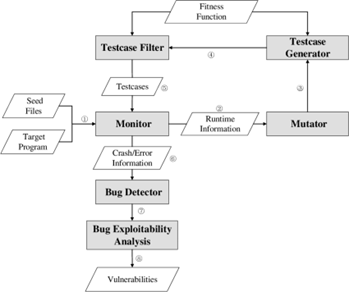 Fitness
Function
Testcase Filter
④
Testcase
Generator
Testcases
⑤
③
Seed
Files
①
②
Target
Program
Monitor
Runtime
Information
Mutator
Crash/Error
Information
⑥
Bug Detector
⑦
Bug Exploitability
Analysis
⑧
Vulnerabilities